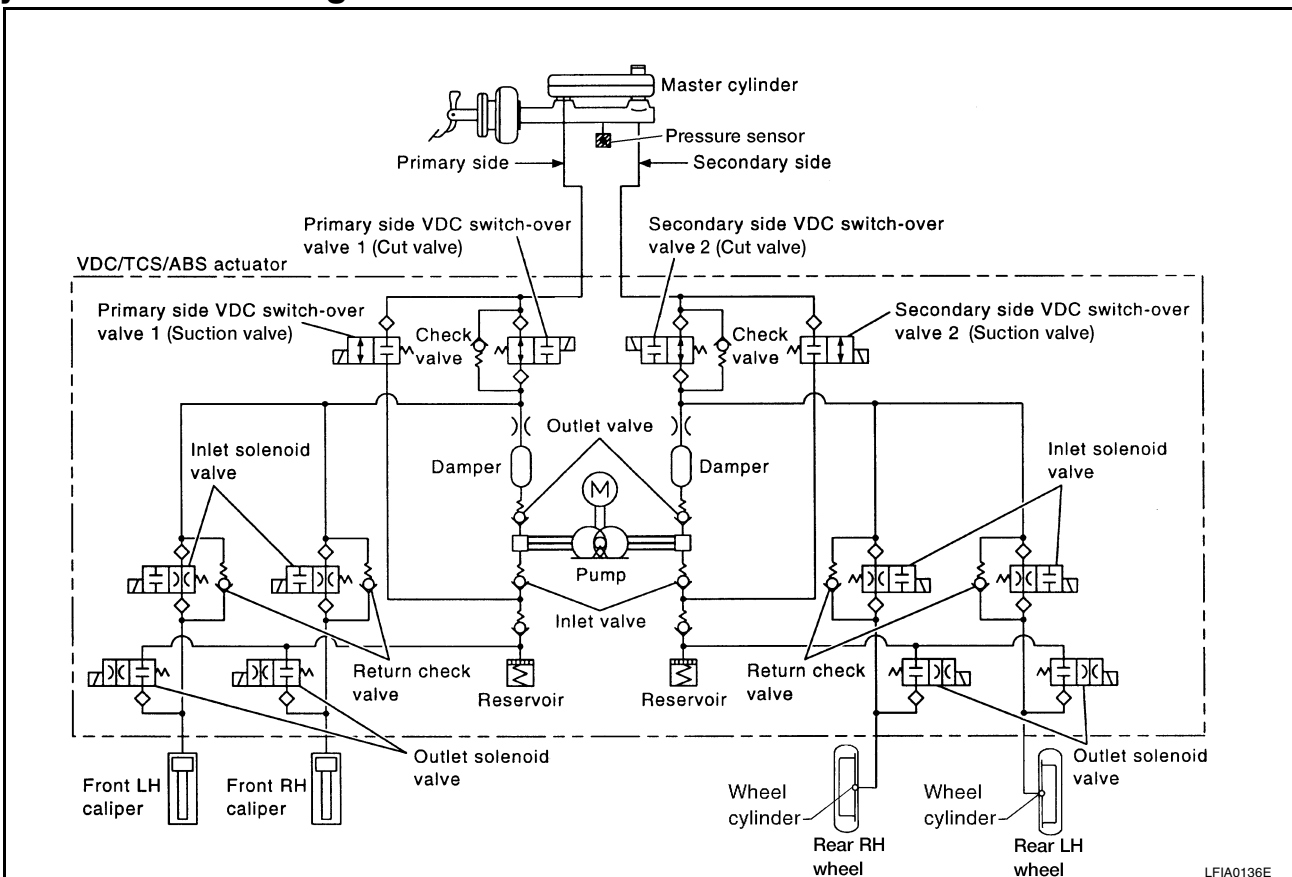 Master cylinder
Pressure sensor
Primary side
Secondary side
Primary side VDC switch-over
valve 1 (Cut valve)
Secondary side VDC switch-over
valve 2 (Cut valve)
VDC/TCS/ABS actuator
Primary side VDC switch-over
valve 1 (Suction valve)
Check
valve
Check
valve
Secondary side VDC switch-over
valve 2 (Suction valve)
Inlet solenoid
valve
Outlet valve
Damper
Damper
M
Inlet solenoid
valve
Pump
Inlet valve
Return check
valve
Reservoir
Reservoir
Return check
valve
Outlet solenoid
valve
Outlet solenoid
valve
Front LH
caliper
Front RH
caliper
Wheel
cylinder
Rear RH
wheel
Wheel
cylinder
Rear LH
wheel
LFIA0136E